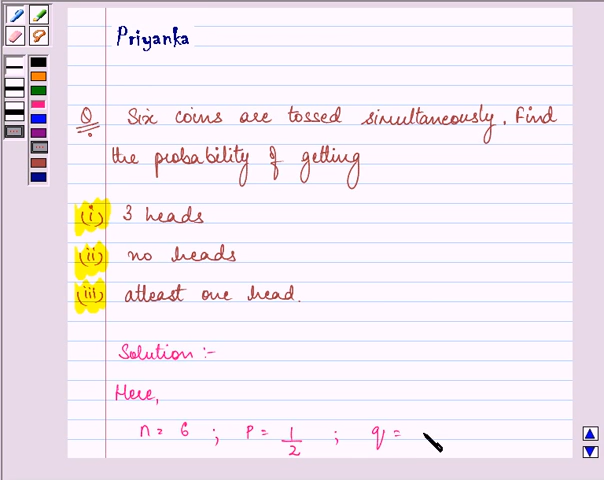 Priyanka
Q Six coins are tossed simultaneously. Find
the probability of getting
(i) 3 heads
(ii) no heads
(iii) atleast one head.
Solution :-
Here,
n = 6 ; P = 1/2 ; q =